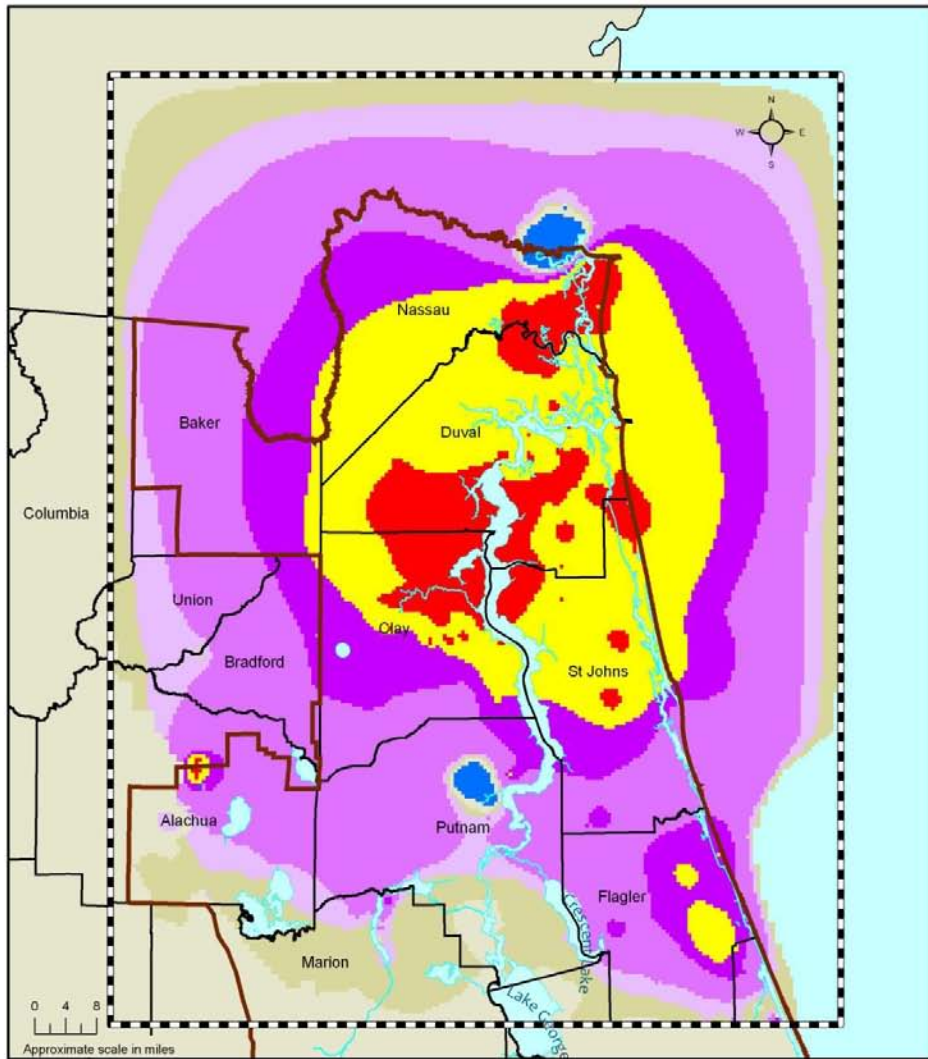 N
W E
S
Nassau
Baker
Duval
Columbia
Union
Clay
Bradford
St Johns
Alachua
Putnam
Flagler
Crescent Lake
Marion
Lake George
0 4 8
Approximate scale in miles